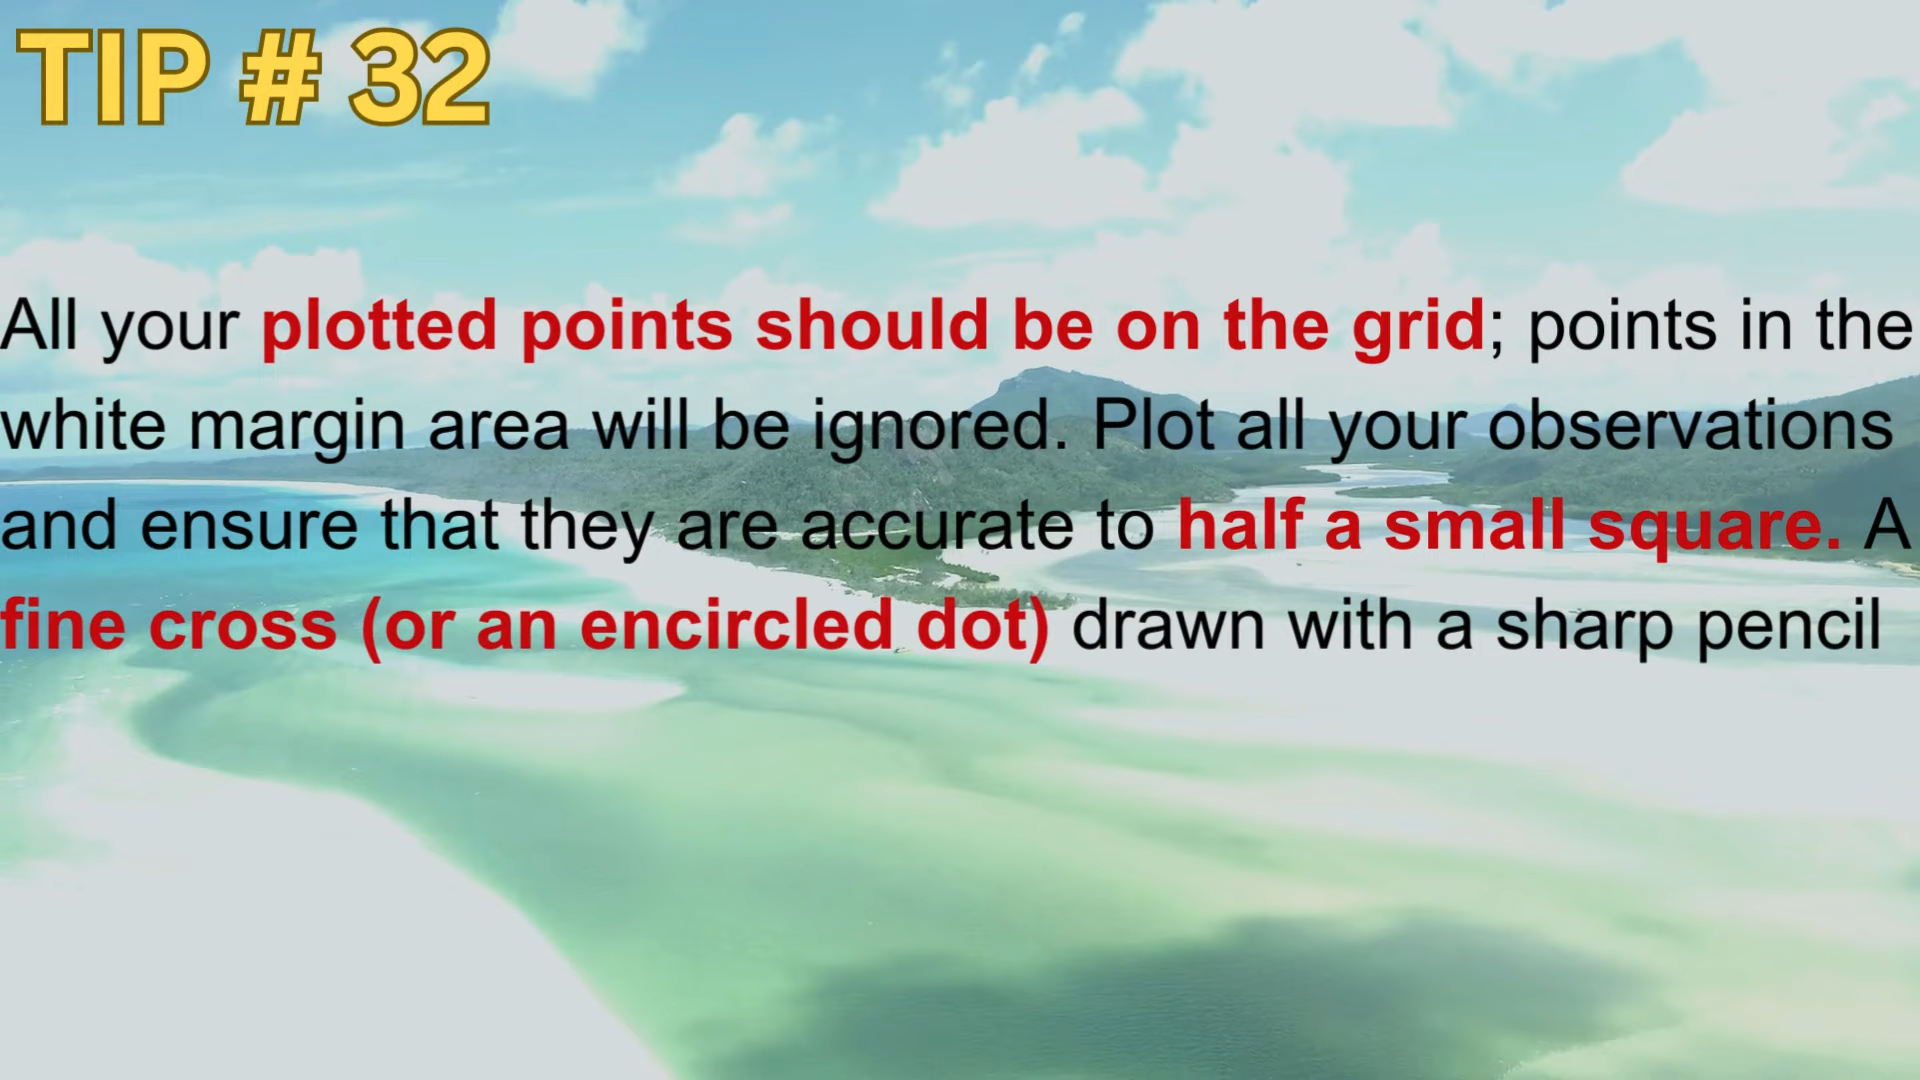 TIP # 32
All your plotted points should be on the grid; points in the
white margin area will be ignored. Plot all your observations
and ensure that they are accurate to half a small square. A
fine cross (or an encircled dot) drawn with a sharp pencil